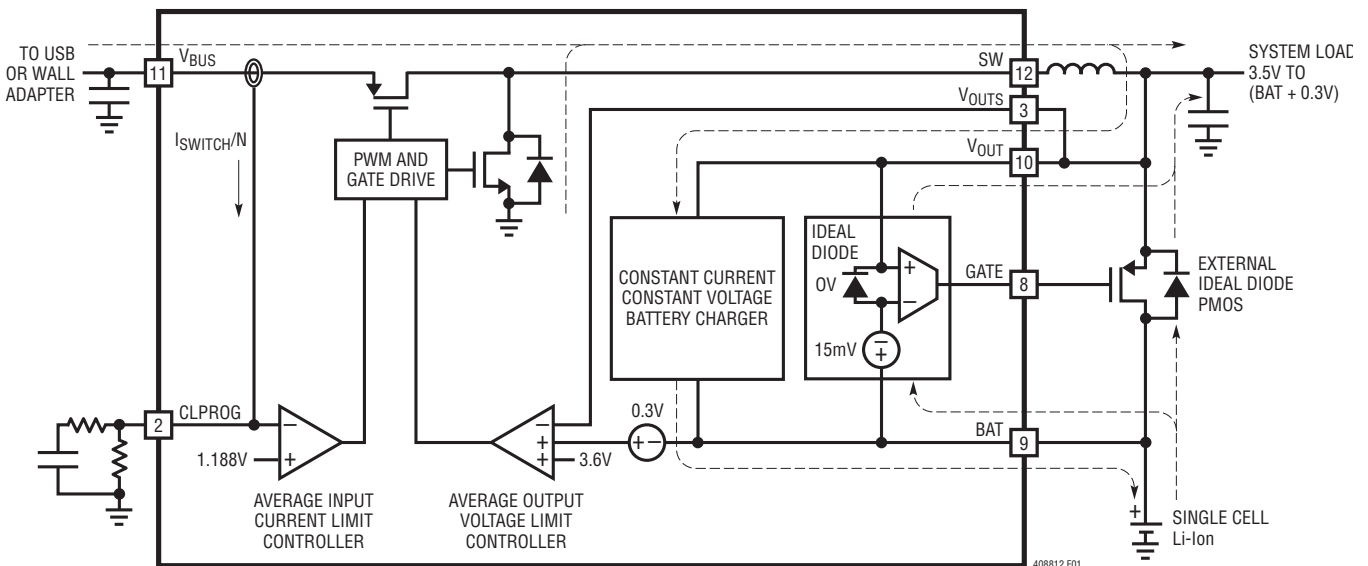 TO USB
OR WALL
ADAPTER
11
VBUS
SW
12
SYSTEM LOAD
3.5V TO
(BAT + 0.3V)
VOUTS
3
ISWITCH/N
PWM AND
GATE DRIVE
VOUT
10
IDEAL
DIODE
0V
+
−
15mV
−
+
CONSTANT CURRENT
CONSTANT VOLTAGE
BATTERY CHARGER
GATE
8
EXTERNAL
IDEAL DIODE
PMOS
2
CLPROG
−
1.188V
+
−
+
+
3.6V
0.3V
+ −
BAT
9
AVERAGE INPUT
CURRENT LIMIT
CONTROLLER
AVERAGE OUTPUT
VOLTAGE LIMIT
CONTROLLER
+
SINGLE CELL
Li-Ion
408812 F01